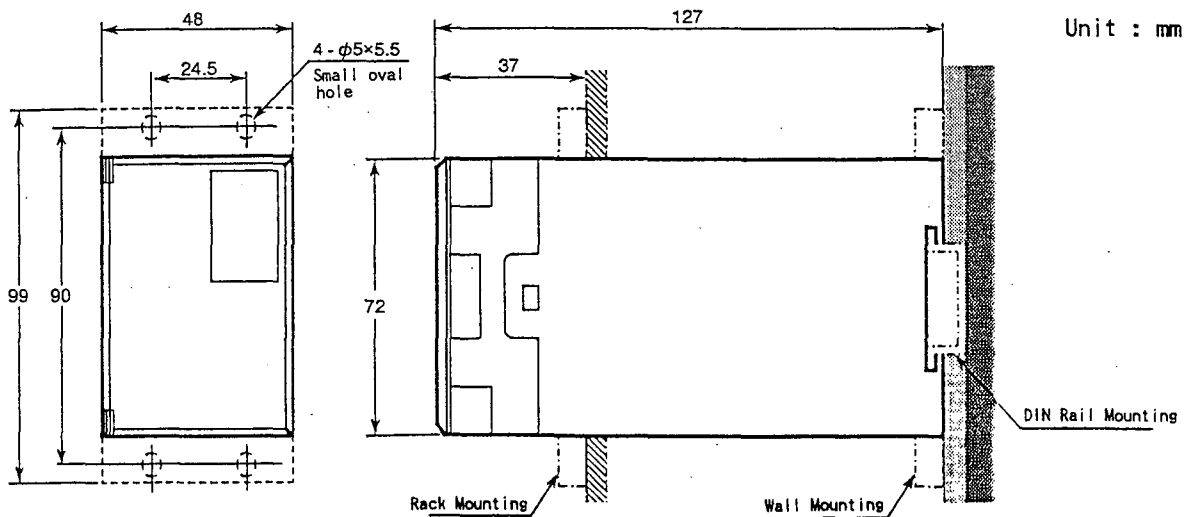 48
127
Unit : mm
4 - φ5×5.5
Small oval
hole
24.5
37
99
90
72
DIN Rail Mounting
Rack Mounting
Wall Mounting